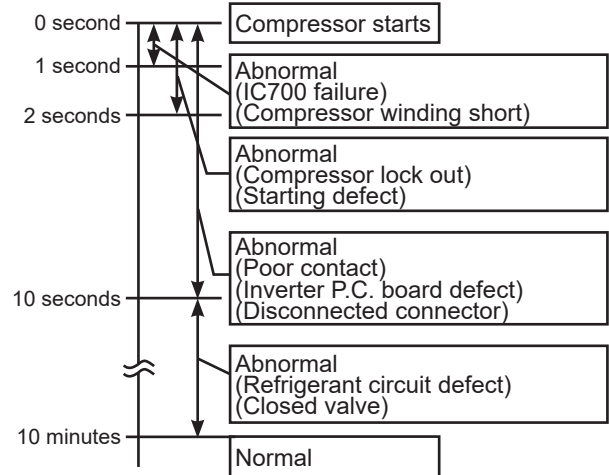 0 second
Compressor starts
1 second
Abnormal
(IC700 failure)
(Compressor winding short)
2 seconds
Abnormal
(Compressor lock out)
(Starting defect)
Abnormal
(Poor contact)
(Inverter P.C. board defect)
(Disconnected connector)
10 seconds
Abnormal
(Refrigerant circuit defect)
(Closed valve)
10 minutes
Normal